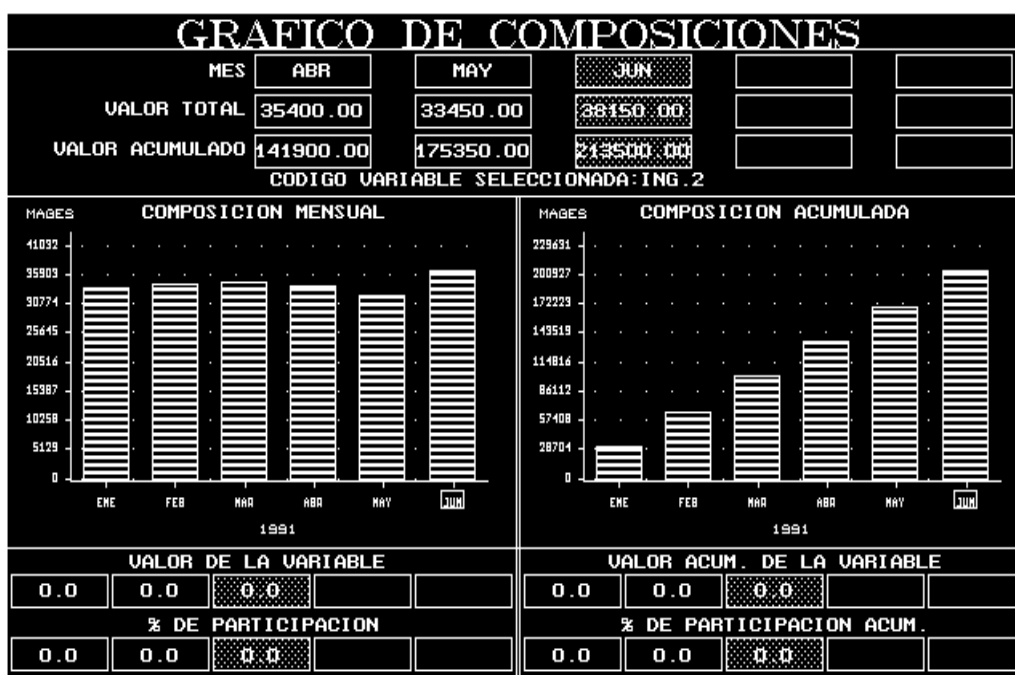 GRAFICO DE COMPOSICIONES
MES ABR MAY JUN
VALOR TOTAL 35400.00 33450.00 38150.00
VALOR ACUMULADO 141900.00 175350.00 213500.00
CODIGO VARIABLE SELECCIONADA:ING.2
MAGES COMPOSICION MENSUAL
41032
35903
30774
25645
20516
15387
10258
5129
0
ENE FEB MAR ABR MAY JUN
1991
MAGES COMPOSICION ACUMULADA
229631
200927
172223
143519
114816
86112
57408
28704
0
ENE FEB MAR ABR MAY JUN
1991
VALOR DE LA VARIABLE
0.0 0.0 0.0
% DE PARTICIPACION
0.0 0.0 0.0
VALOR ACUM. DE LA VARIABLE
0.0 0.0 0.0
% DE PARTICIPACION ACUM.
0.0 0.0 0.0